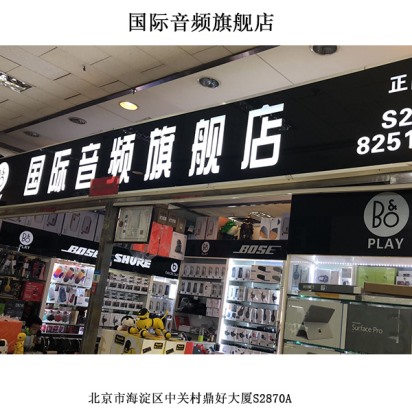 国际音频旗舰店
国际音频旗舰店
正
S2
8251
B&O
PLAY
BOSE
SHURE
Surface Pro
北京市海淀区中关村鼎好大厦S2870A